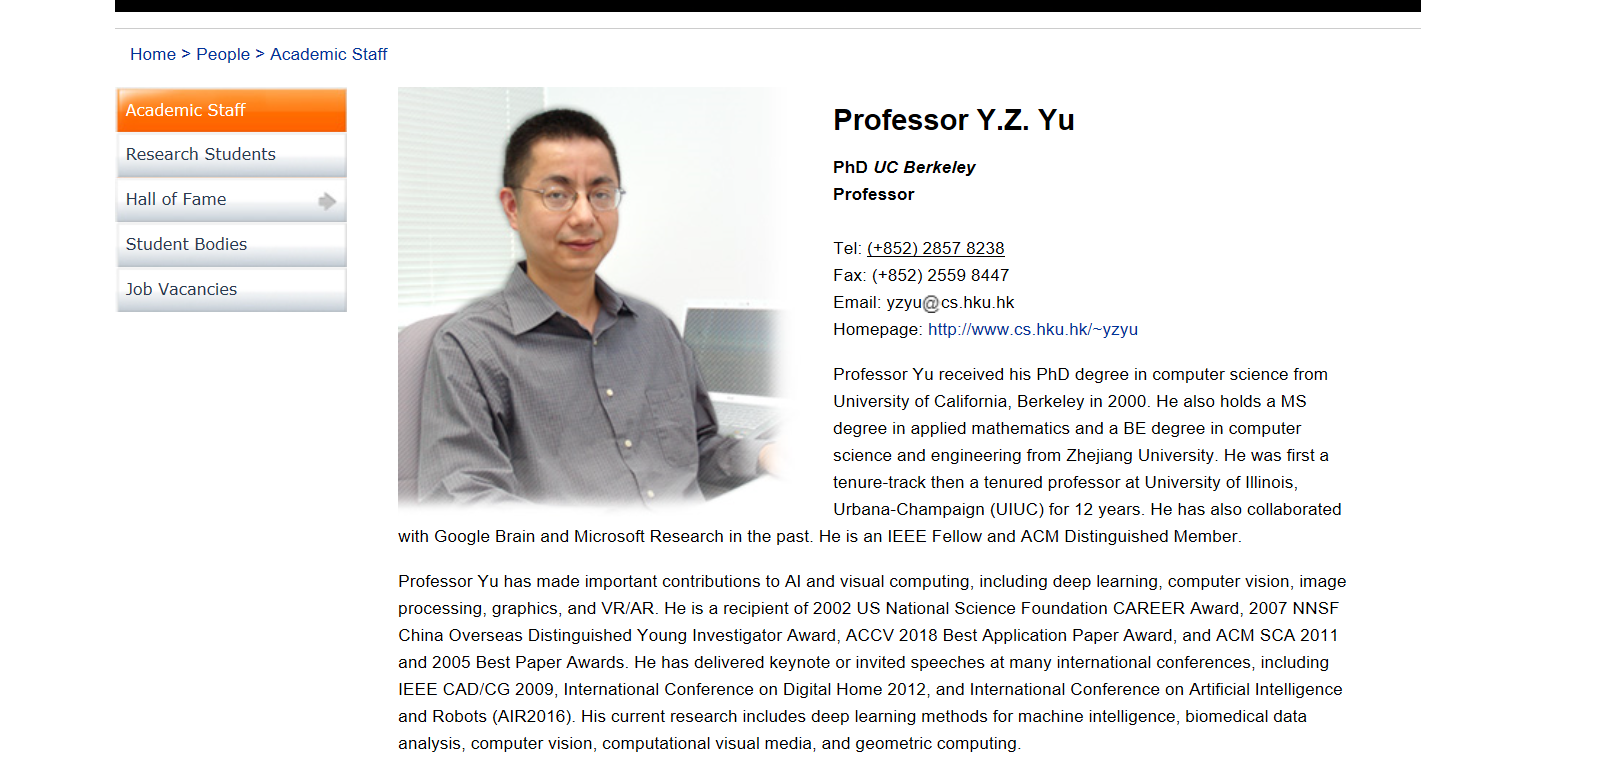 Home > People > Academic Staff
Academic Staff
Research Students
Hall of Fame
Student Bodies
Job Vacancies
Professor Y.Z. Yu
PhD UC Berkeley
Professor
Tel: (+852) 2857 8238
Fax: (+852) 2559 8447
Email: yzyu@cs.hku.hk
Homepage: http://www.cs.hku.hk/~yzyu
Professor Yu received his PhD degree in computer science from
University of California, Berkeley in 2000. He also holds a MS
degree in applied mathematics and a BE degree in computer
science and engineering from Zhejiang University. He was first a
tenure-track then a tenured professor at University of Illinois,
Urbana-Champaign (UIUC) for 12 years. He has also collaborated
with Google Brain and Microsoft Research in the past. He is an IEEE Fellow and ACM Distinguished Member.
Professor Yu has made important contributions to AI and visual computing, including deep learning, computer vision, image
processing, graphics, and VR/AR. He is a recipient of 2002 US National Science Foundation CAREER Award, 2007 NNSF
China Overseas Distinguished Young Investigator Award, ACCV 2018 Best Application Paper Award, and ACM SCA 2011
and 2005 Best Paper Awards. He has delivered keynote or invited speeches at many international conferences, including
IEEE CAD/CG 2009, International Conference on Digital Home 2012, and International Conference on Artificial Intelligence
and Robots (AIR2016). His current research includes deep learning methods for machine intelligence, biomedical data
analysis, computer vision, computational visual media, and geometric computing.